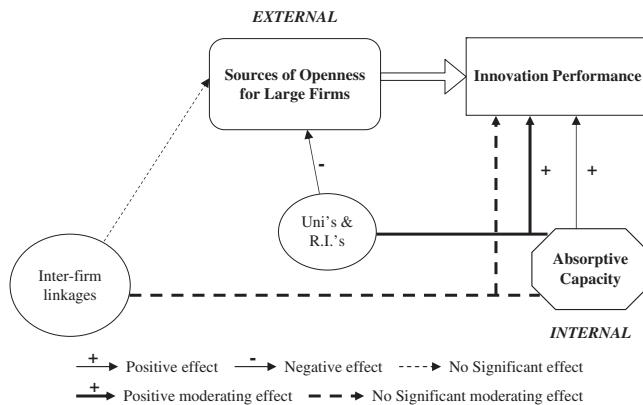 EXTERNAL
Sources of Openness
for Large Firms
Innovation Performance
-
+
+
Uni's &
R.I.'s
Inter-firm
linkages
Absorptive
Capacity
INTERNAL
+ Positive effect - Negative effect No Significant effect
+ Positive moderating effect No Significant moderating effect